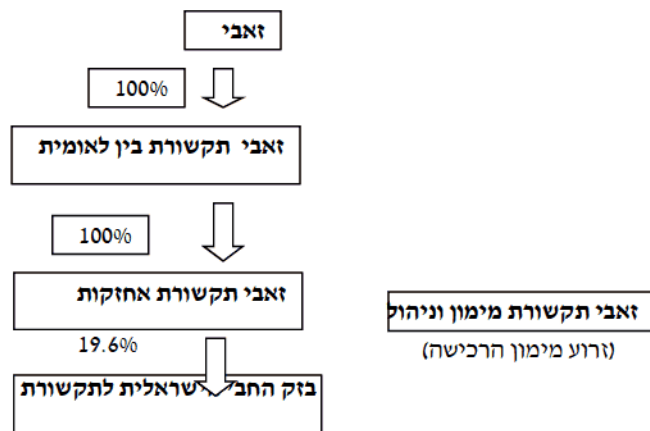 זאבי
100%
זאבי תקשורת בין לאומית
100%
זאבי תקשורת אחזקות
זאבי תקשורת מימון וניהול
19.6%
(זרוע מימון הרכישה)
בזק החב ישראלית לתקשורת